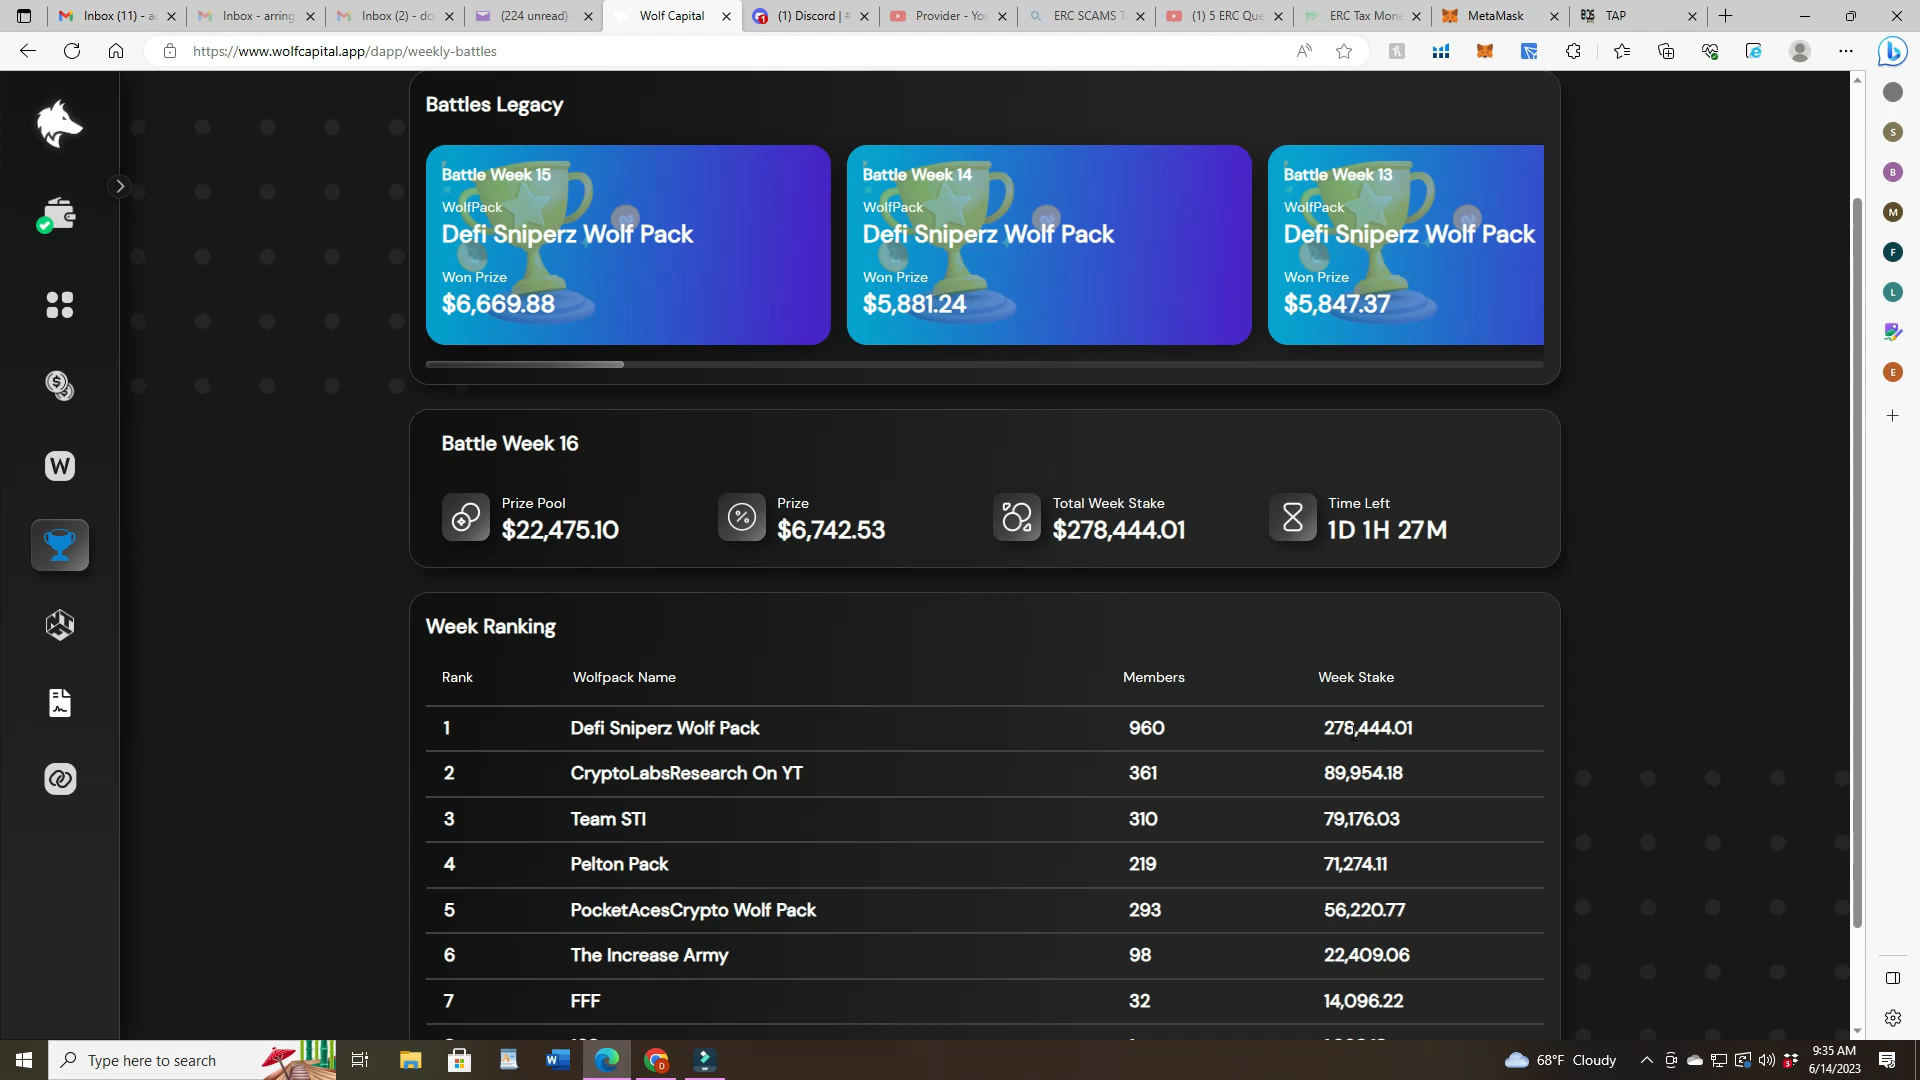 Inbox (11) - ac
Inbox - arring
Inbox (2) - do
(224 unread)
Wolf Capital
(1) Discord | #
Provider - You
ERC SCAMS T
(1) 5 ERC Que
ERC Tax Mone
MetaMask
BQS
TAP
https://www.wolfcapital.app/dapp/weekly-battles
Battles Legacy
Battle Week 15
WolfPack
Defi Sniperz Wolf Pack
Won Prize
$6,669.88
Battle Week 14
WolfPack
Defi Sniperz Wolf Pack
Won Prize
$5,881.24
Battle Week 13
WolfPack
Defi Sniperz Wolf Pack
Won Prize
$5,847.37
W
Battle Week 16
Prize Pool
$22,475.10
Prize
$6,742.53
Total Week Stake
$278,444.01
Time Left
1D 1H 27M
Week Ranking
Rank Wolfpack Name Members Week Stake
1 Defi Sniperz Wolf Pack 960 278,444.01
2 CryptoLabsResearch On YT 361 89,954.18
3 Team STI 310 79,176.03
4 Pelton Pack 219 71,274.11
5 PocketAcesCrypto Wolf Pack 293 56,220.77
6 The Increase Army 98 22,409.06
7 FFF 32 14,096.22
S
B
M
F
L
E
Type here to search
68°F Cloudy
9:35 AM
6/14/2023